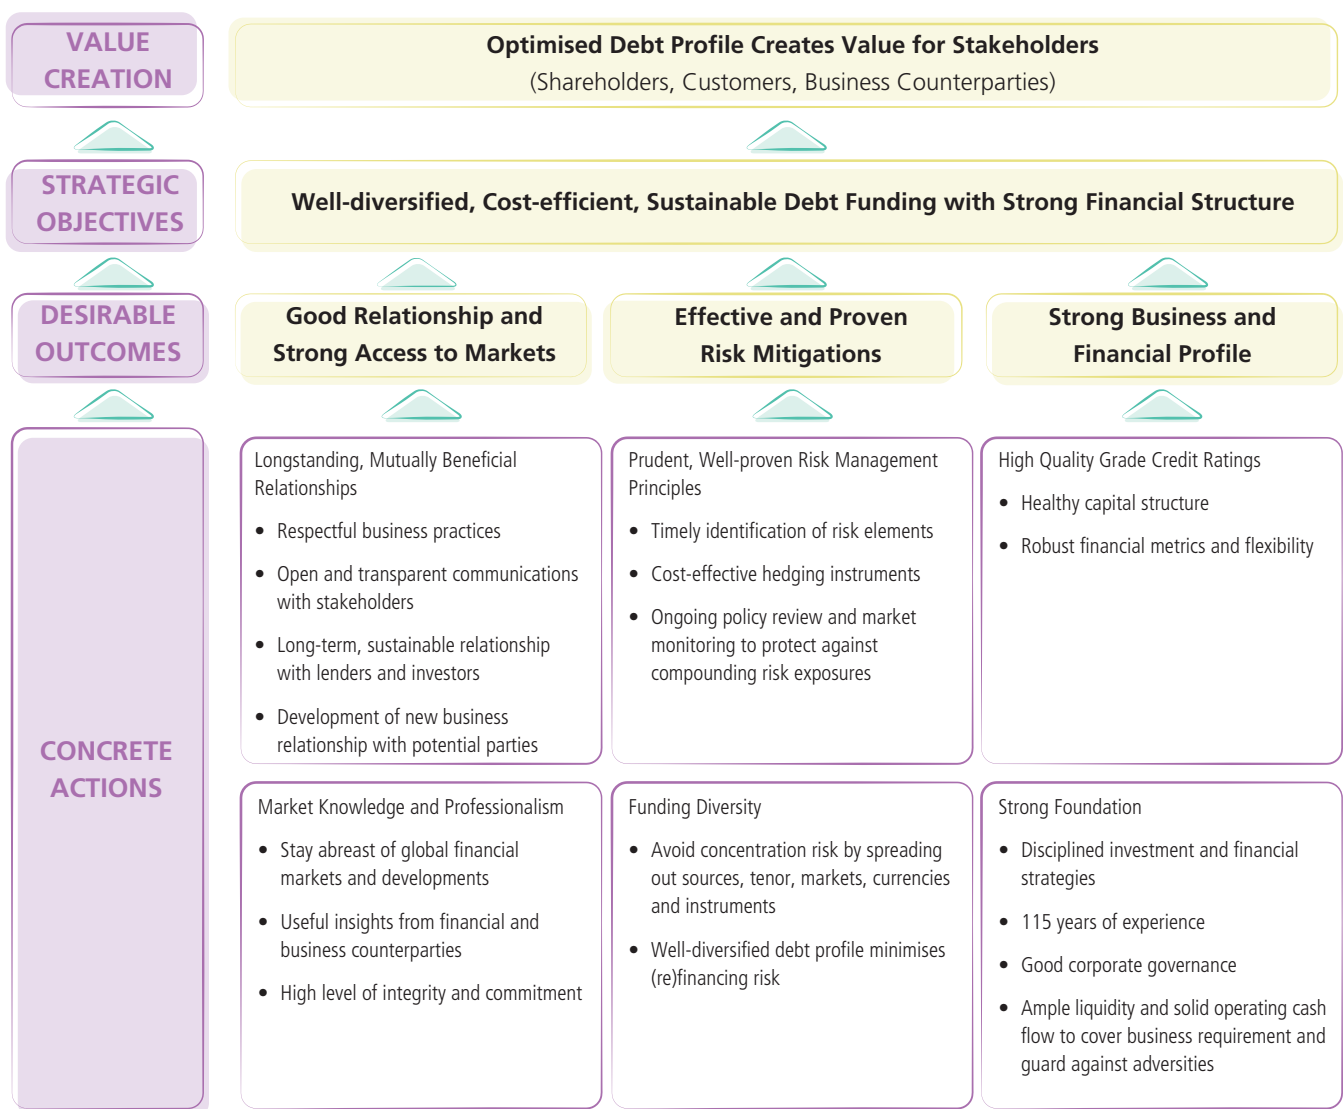 VALUE
CREATION
Optimised Debt Profile Creates Value for Stakeholders
(Shareholders, Customers, Business Counterparties)
STRATEGIC
OBJECTIVES
Well-diversified, Cost-efficient, Sustainable Debt Funding with Strong Financial Structure
DESIRABLE
OUTCOMES
Good Relationship and
Strong Access to Markets
Effective and Proven
Risk Mitigations
Strong Business and
Financial Profile
CONCRETE
ACTIONS
Longstanding, Mutually Beneficial
Relationships
• Respectful business practices
• Open and transparent communications
with stakeholders
• Long-term, sustainable relationship
with lenders and investors
• Development of new business
relationship with potential parties
Prudent, Well-proven Risk Management
Principles
• Timely identification of risk elements
• Cost-effective hedging instruments
• Ongoing policy review and market
monitoring to protect against
compounding risk exposures
High Quality Grade Credit Ratings
• Healthy capital structure
• Robust financial metrics and flexibility
Market Knowledge and Professionalism
• Stay abreast of global financial
markets and developments
• Useful insights from financial and
business counterparties
• High level of integrity and commitment
Funding Diversity
• Avoid concentration risk by spreading
out sources, tenor, markets, currencies
and instruments
• Well-diversified debt profile minimises
(re)financing risk
Strong Foundation
• Disciplined investment and financial
strategies
• 115 years of experience
• Good corporate governance
• Ample liquidity and solid operating cash
flow to cover business requirement and
guard against adversities